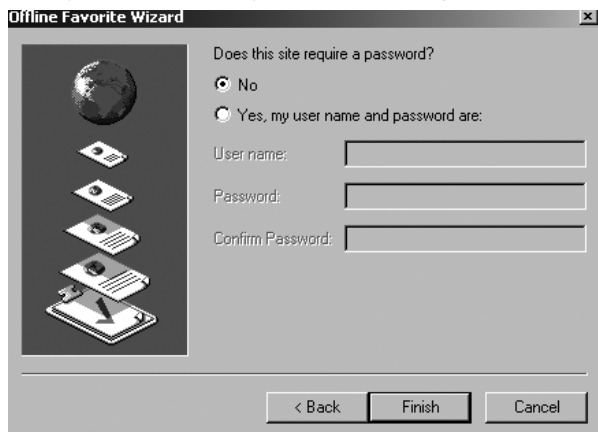 Offline Favorite Wizard
Does this site require a password?
No
Yes, my user name and password are:
User name:
Password:
Confirm Password:
< Back Finish Cancel